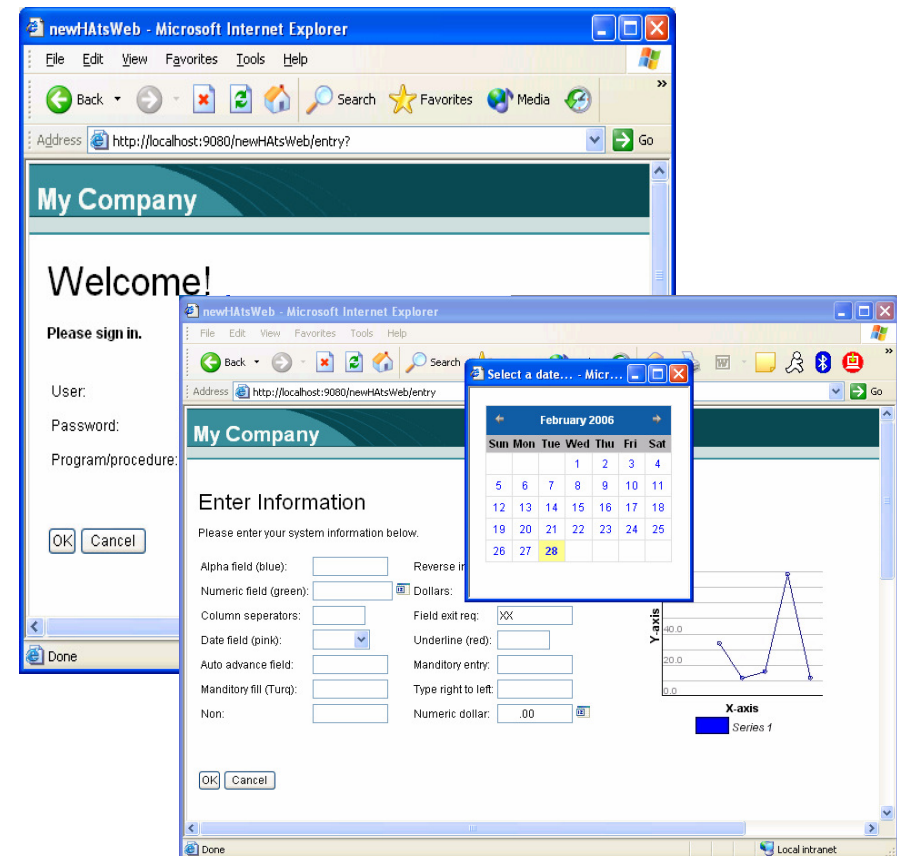 newHAtsWeb - Microsoft Internet Explorer
File Edit View Favorites Tools Help
Back Search Favorites Media
Address http://localhost:9080/newHAtsWeb/entry? Go
My Company
Welcome!
Please sign in.
User:
Password:
Program/procedure:
OK Cancel
Done
newHAtsWeb - Microsoft Internet Explorer
File Edit View Favorites Tools Help
Back Search
Address http://localhost:9080/newHAtsWeb/entry Go
My Company
Enter Information
Please enter your system information below.
Alpha field (blue): Reverse
Numeric field (green): Dollars:
Column seperators: Field exit req: XX
Date field (pink): Underline (red):
Auto advance field: Manditory entry:
Manditory fill (Turq): Type right to left:
Non: Numeric dollar: .00
OK Cancel
Y-axis
40.0
20.0
0.0
X-axis
Series 1
Done Local intranet
Select a date... - Micr...
February 2006
Sun Mon Tue Wed Thu Fri Sat
1 2 3 4
5 6 7 8 9 10 11
12 13 14 15 16 17 18
19 20 21 22 23 24 25
26 27 28